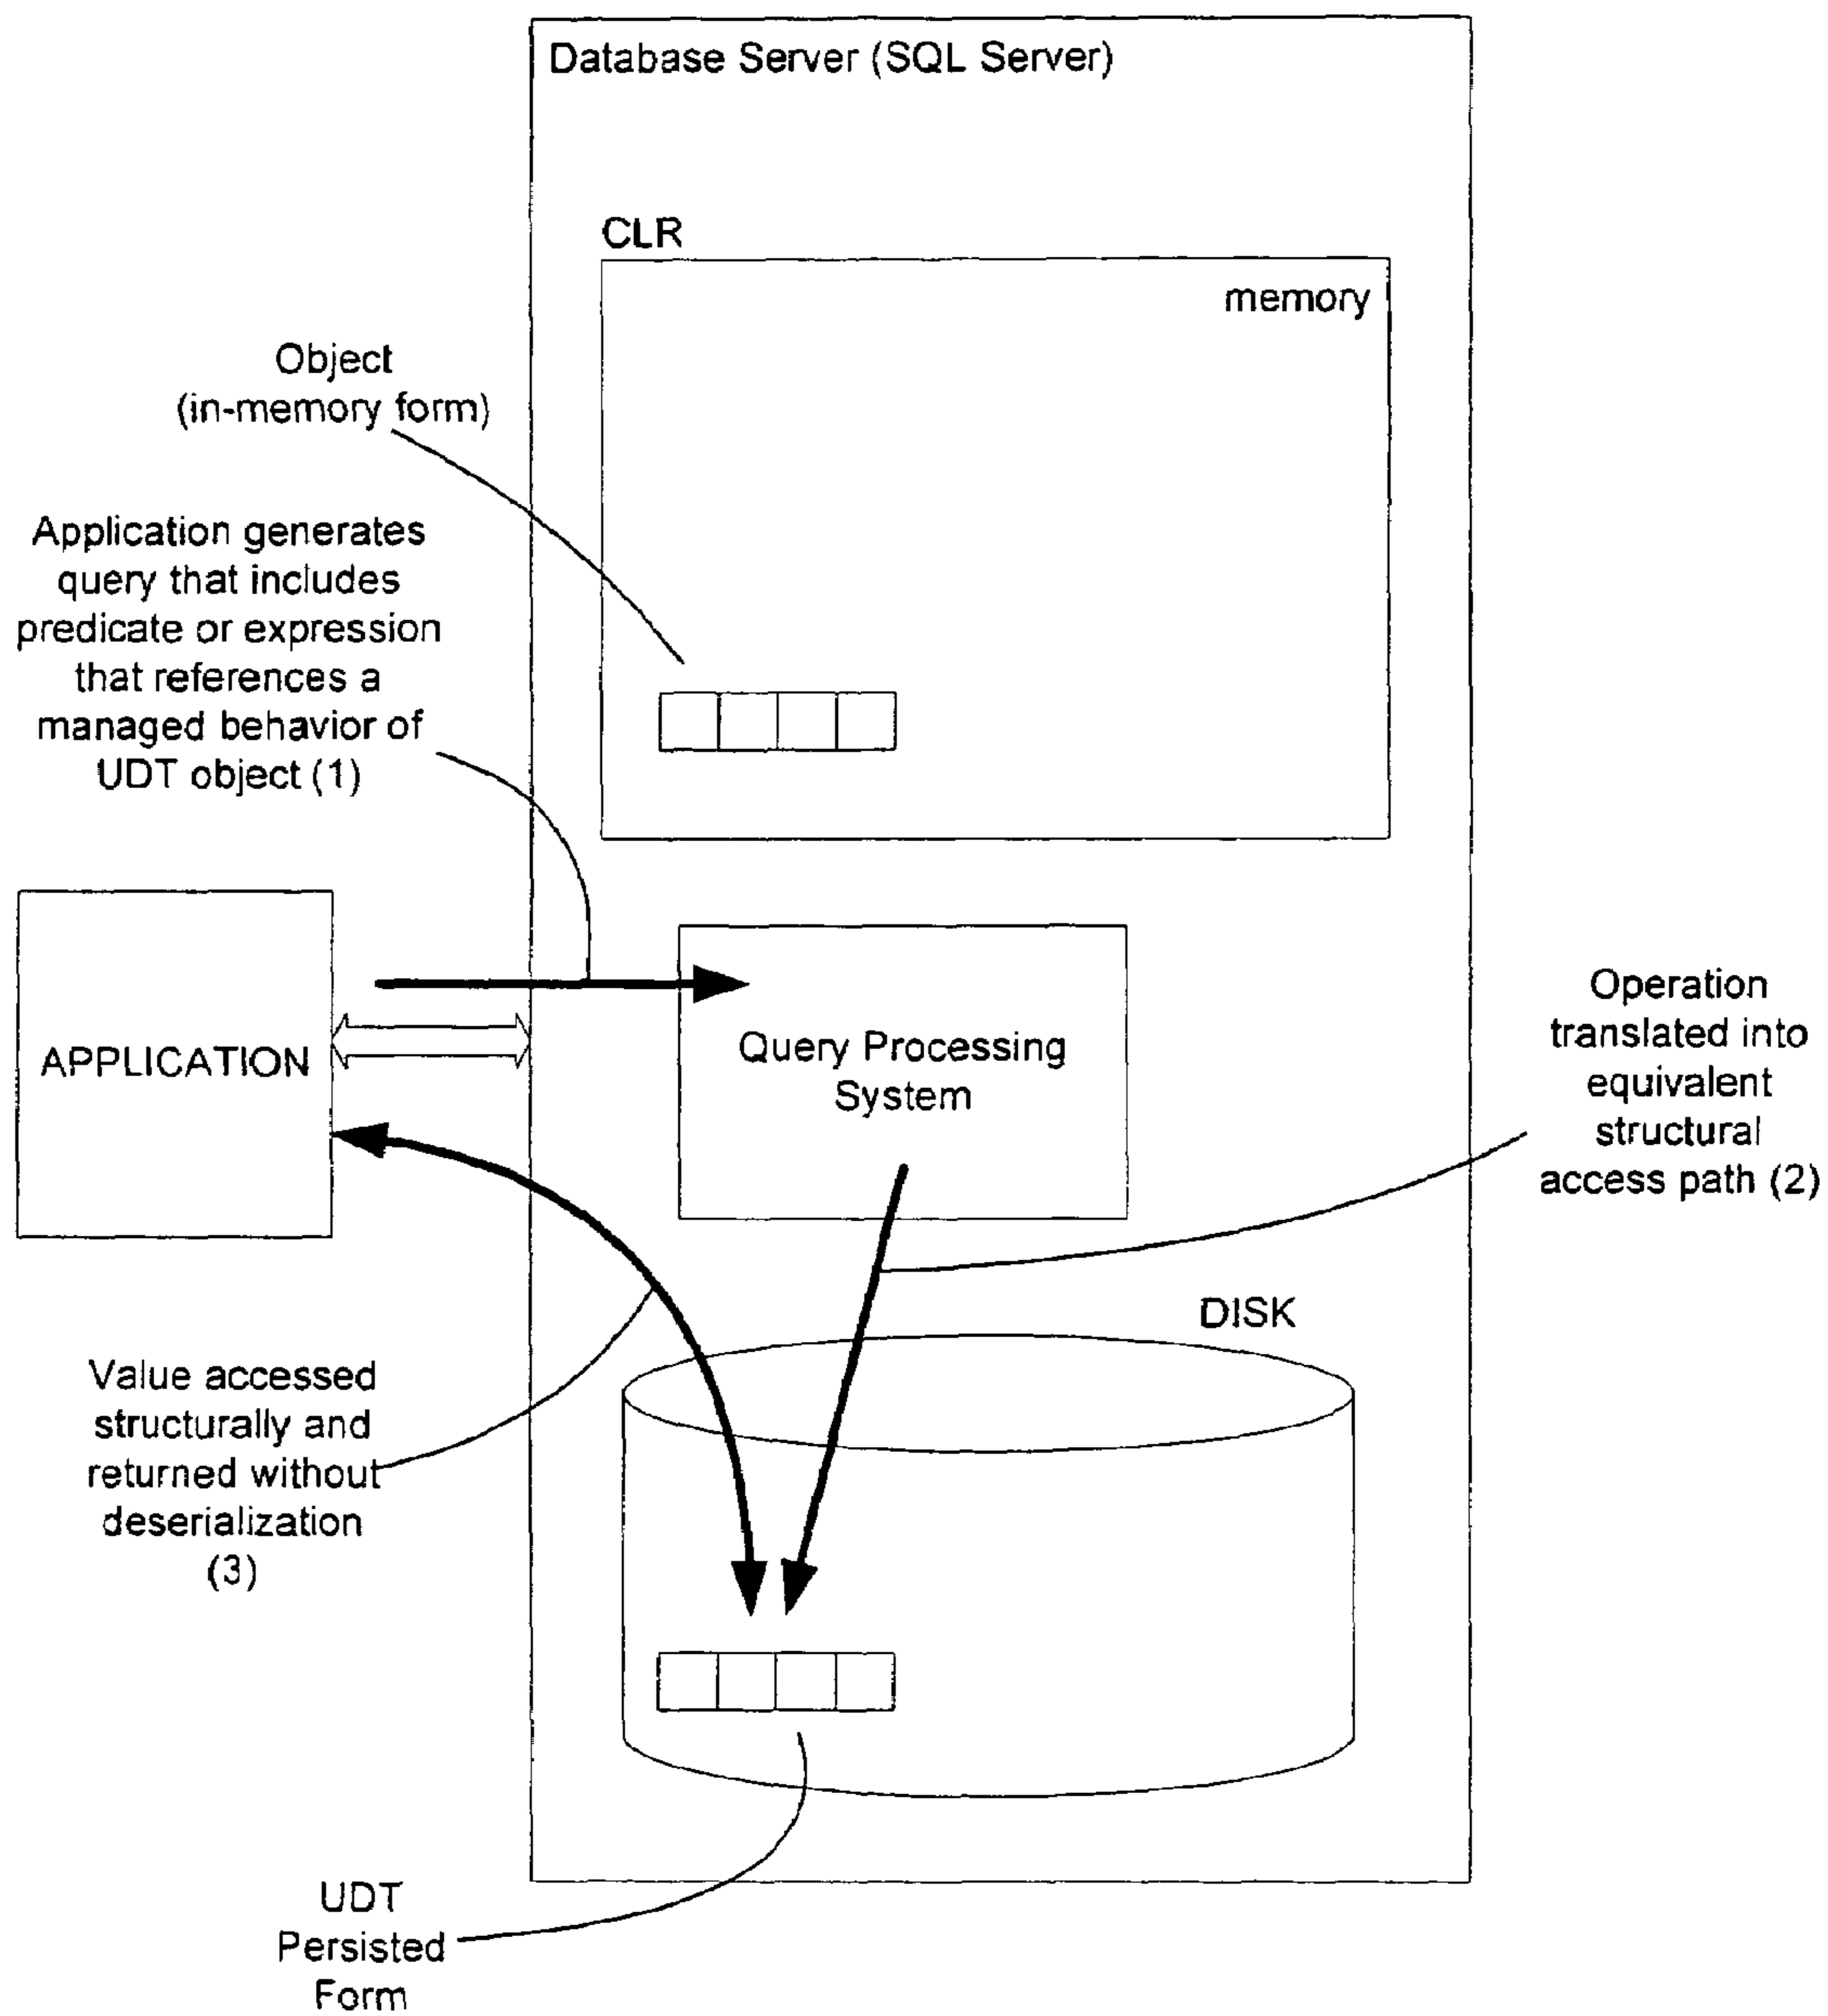 Database Server (SQL Server)
CLR
memory
Object
(in-memory form)
Application generates
query that includes
predicate or expression
that references a
managed behavior of
UDT object (1)
APPLICATION
Query Processing
System
Operation
translated into
equivalent
structural
access path (2)
DISK
Value accessed
structurally and
returned without
deserialization
(3)
UDT
Persisted
Form